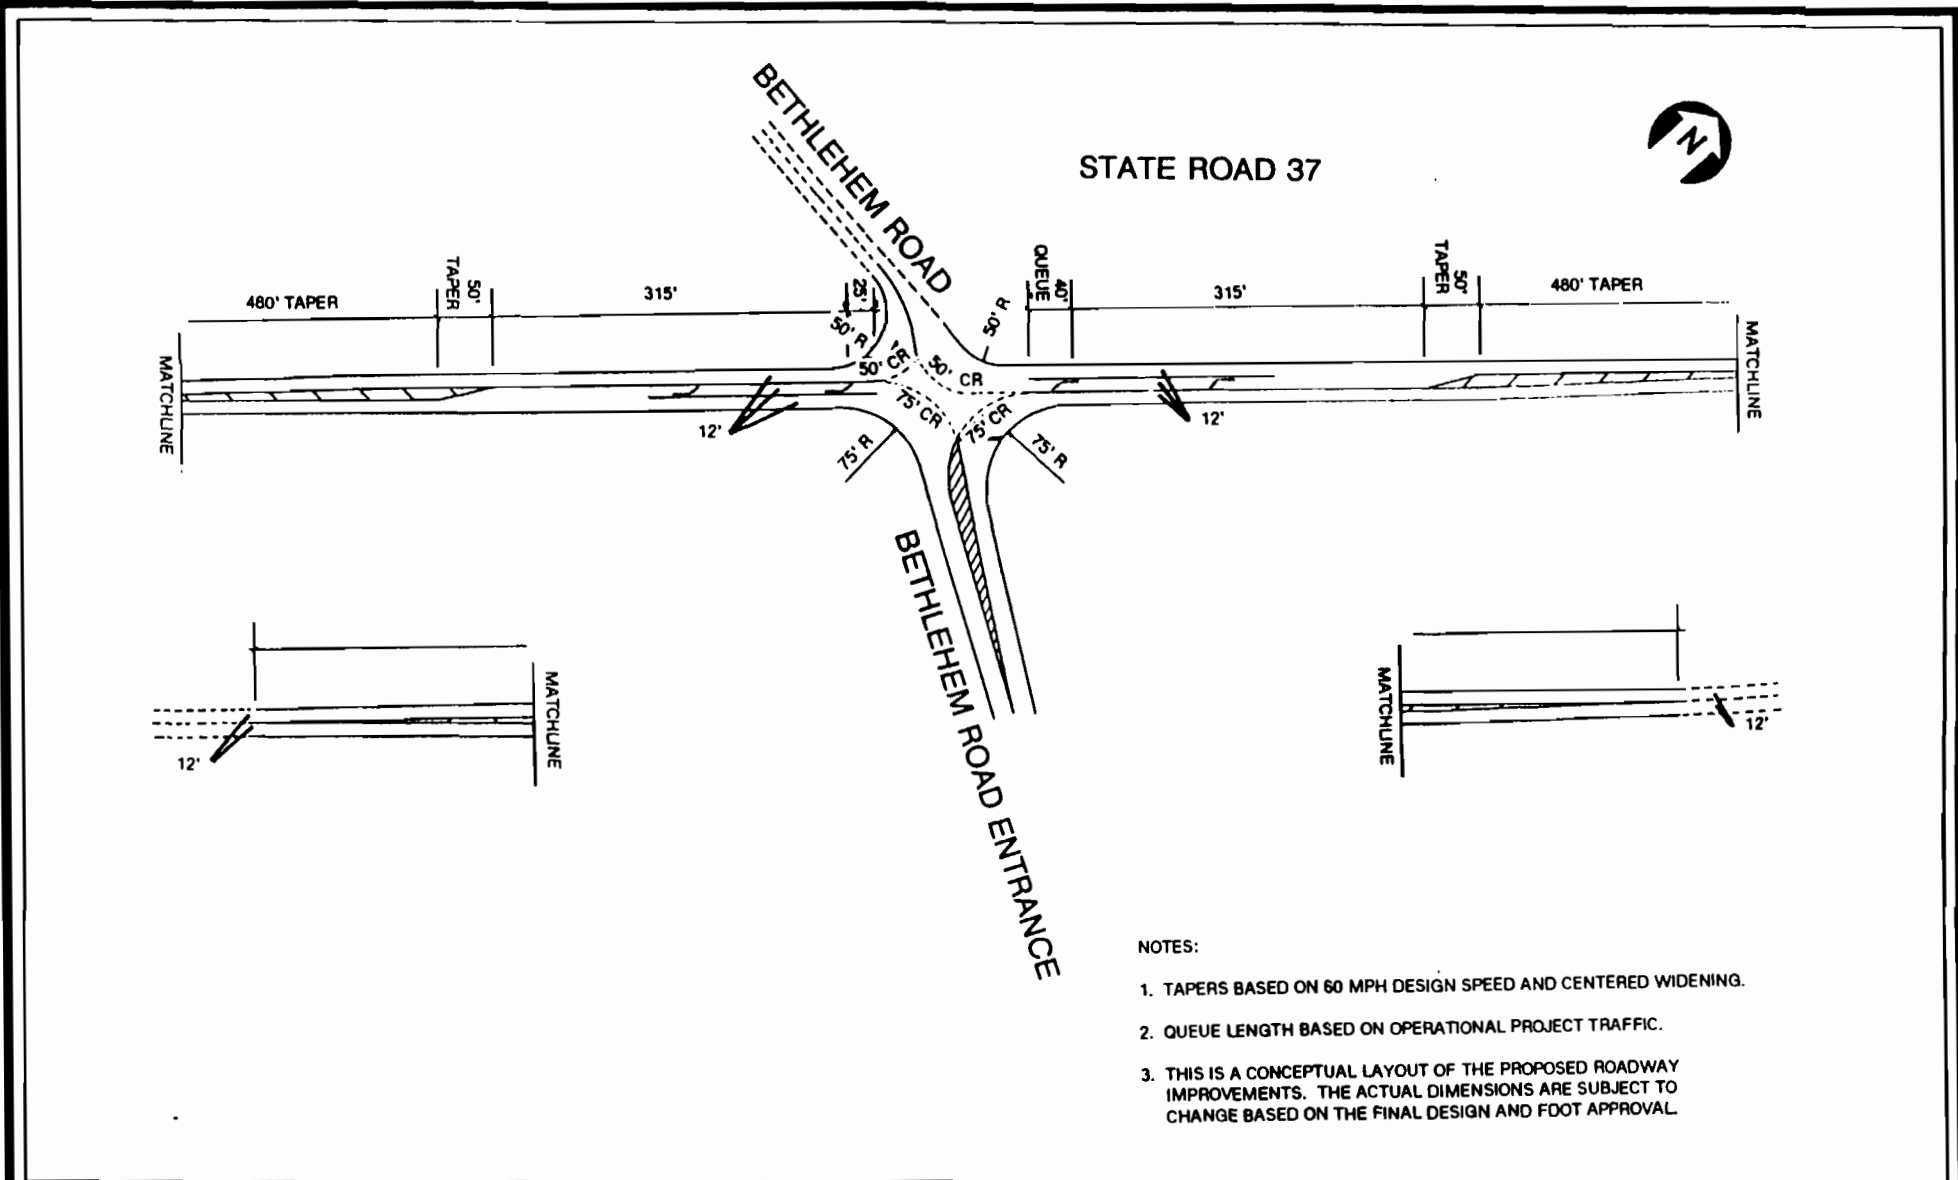 BETHLEHEM ROAD
STATE ROAD 37
N
480' TAPER
50'
TAPER
315'
25'
QUEUE
40'
315'
TAPER
50'
480' TAPER
50' R
50' R
MATCHLINE
50'
CR
50'
CR
MATCHLINE
75' CR
75' CR
12'
12'
75' R
75' R
BETHLEHEM ROAD ENTRANCE
MATCHLINE
12'
MATCHLINE
12'
NOTES:
1. TAPERS BASED ON 60 MPH DESIGN SPEED AND CENTERED WIDENING.
2. QUEUE LENGTH BASED ON OPERATIONAL PROJECT TRAFFIC.
3. THIS IS A CONCEPTUAL LAYOUT OF THE PROPOSED ROADWAY
IMPROVEMENTS. THE ACTUAL DIMENSIONS ARE SUBJECT TO
CHANGE BASED ON THE FINAL DESIGN AND FDOT APPROVAL.